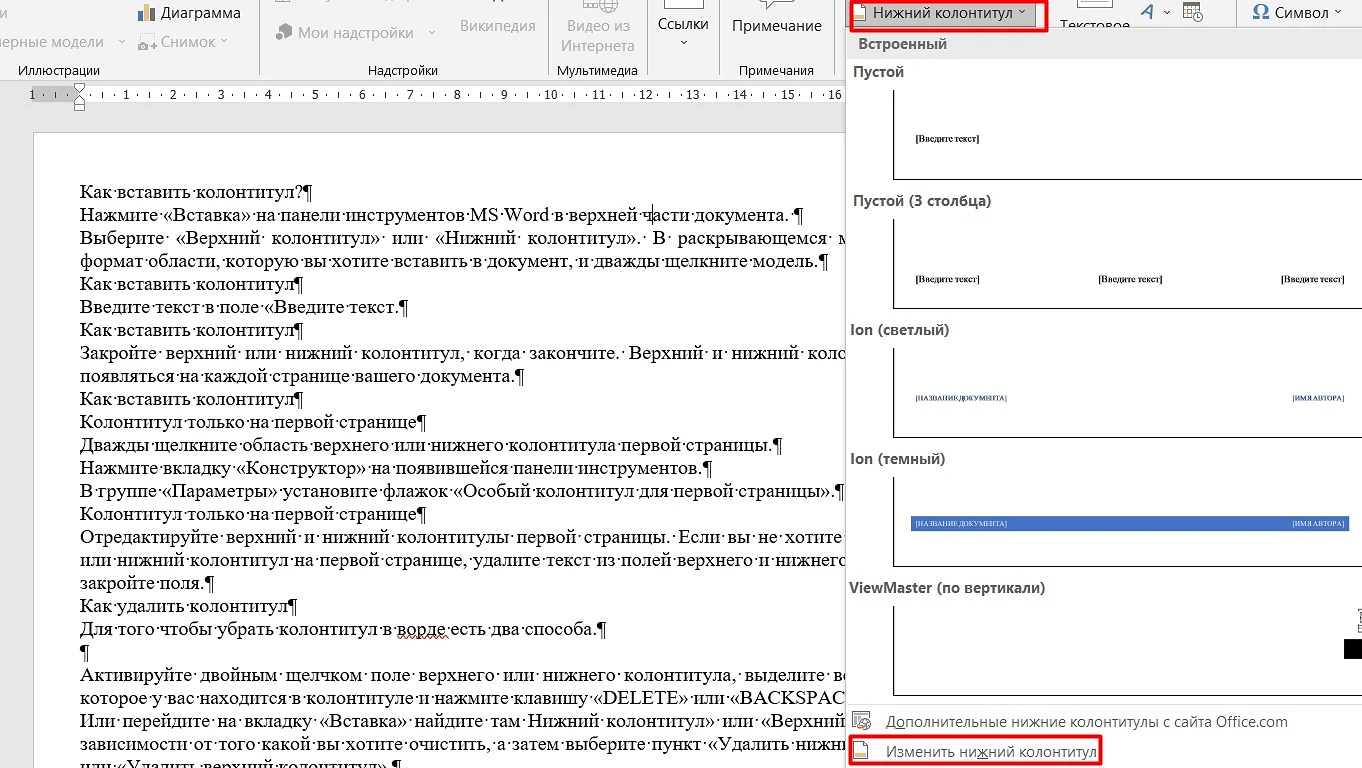 Диаграмма
Нижний колонтитул
Символ
Мои надстройки
Википедия
Видео из
Интернета
Ссылки
Примечание
Текстовое
модели
Снимок
Иллюстрации
Надстройки
Мультимедиа
Примечания
1 1 2 3 4 5 6 7 8 9 10 11 12 13 14 15 16
Как вставить колонтитул?¶
Нажмите «Вставка» на панели инструментов MS Word в верхней части документа. ¶
Выберите «Верхний колонтитул» или «Нижний колонтитул». В раскрывающемся
формат области, которую вы хотите вставить в документ, и дважды щелкните модель.¶
Как вставить колонтитул¶
Введите текст в поле «Введите текст.¶
Как вставить колонтитул¶
Закройте верхний или нижний колонтитул, когда закончите. Верхний и нижний коло
появляться на каждой странице вашего документа.¶
Как вставить колонтитул¶
Колонтитул только на первой странице¶
Дважды щелкните область верхнего или нижнего колонтитула первой страницы.¶
Нажмите вкладку «Конструктор» на появившейся панели инструментов.¶
В группе «Параметры» установите флажок «Особый колонтитул для первой страницы».¶
Колонтитул только на первой странице¶
Отредактируйте верхний и нижний колонтитулы первой страницы. Если вы не хотите
или нижний колонтитул на первой странице, удалите текст из полей верхнего и нижнего
закройте поля.¶
Как удалить колонтитул¶
Для того чтобы убрать колонтитул в ворде есть два способа.¶
¶
Активируйте двойным щелчком поле верхнего или нижнего колонтитула, выделите
которое у вас находится в колонтитуле и нажмите клавишу «DELETE» или «BACKSPAC
Или перейдите на вкладку «Вставка» найдите там Нижний колонтитул» или «Верхний
зависимости от того какой вы хотите очистить, а затем выберите пункт «Удалить нижн
или «Удалить верхний колонтитул».¶
Встроенный
Пустой
[Введите текст]
Пустой (3 столбца)
[Введите текст] [Введите текст] [Введите текст]
Ion (светлый)
[НАЗВАНИЕ ДОКУМЕНТА] [ИМЯ АВТОРА]
Ion (темный)
[НАЗВАНИЕ ДОКУМЕНТА] [ИМЯ АВТОРА]
ViewMaster (по вертикали)
[Дата]
Дополнительные нижние колонтитулы с сайта Office.com
Изменить нижний колонтитул